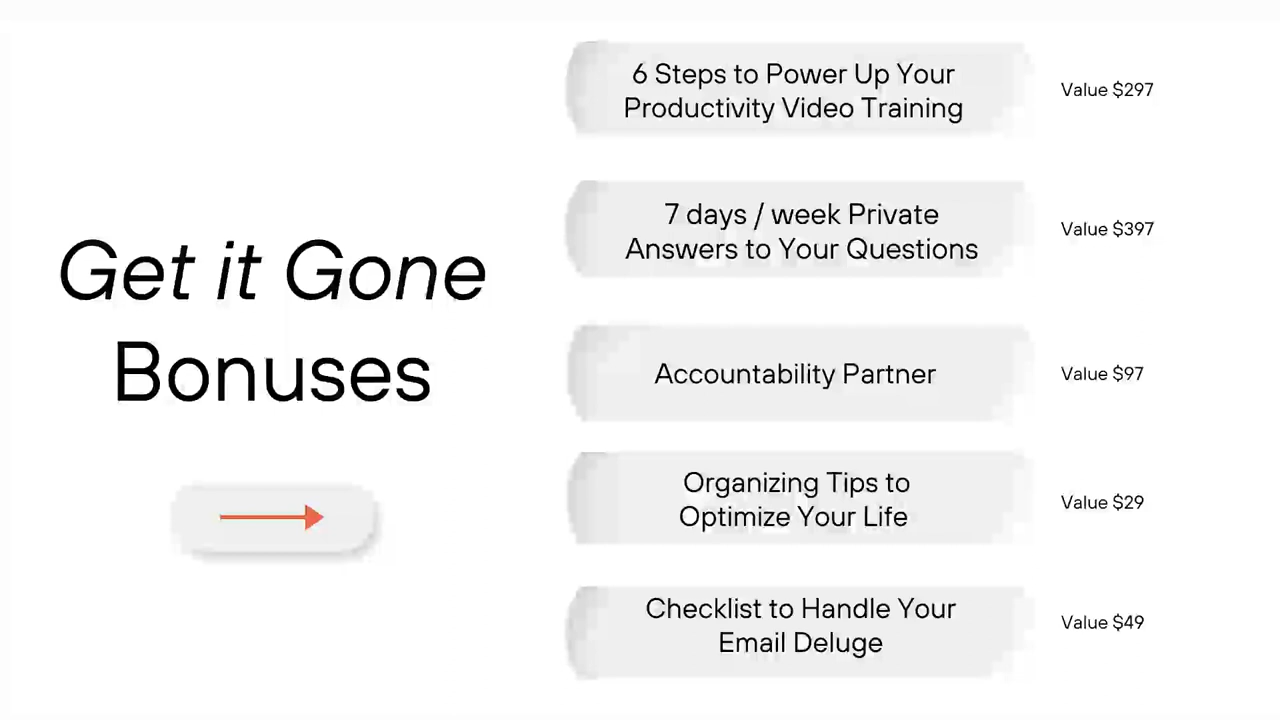 Get it Gone
Bonuses
6 Steps to Power Up Your
Productivity Video Training
Value $297
7 days / week Private
Answers to Your Questions
Value $397
Accountability Partner
Value $97
Organizing Tips to
Optimize Your Life
Value $29
Checklist to Handle Your
Email Deluge
Value $49